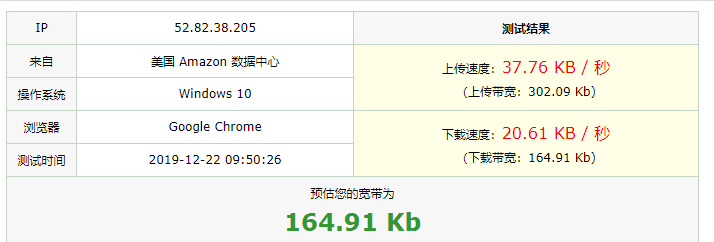 IP 52.82.38.205 测试结果
来自 美国 Amazon 数据中心
上传速度：37.76 KB / 秒
(上传带宽：302.09 Kb)
操作系统 Windows 10
浏览器 Google Chrome
下载速度：20.61 KB / 秒
(下载带宽：164.91 Kb)
测试时间 2019-12-22 09:50:26
预估您的宽带为
164.91 Kb